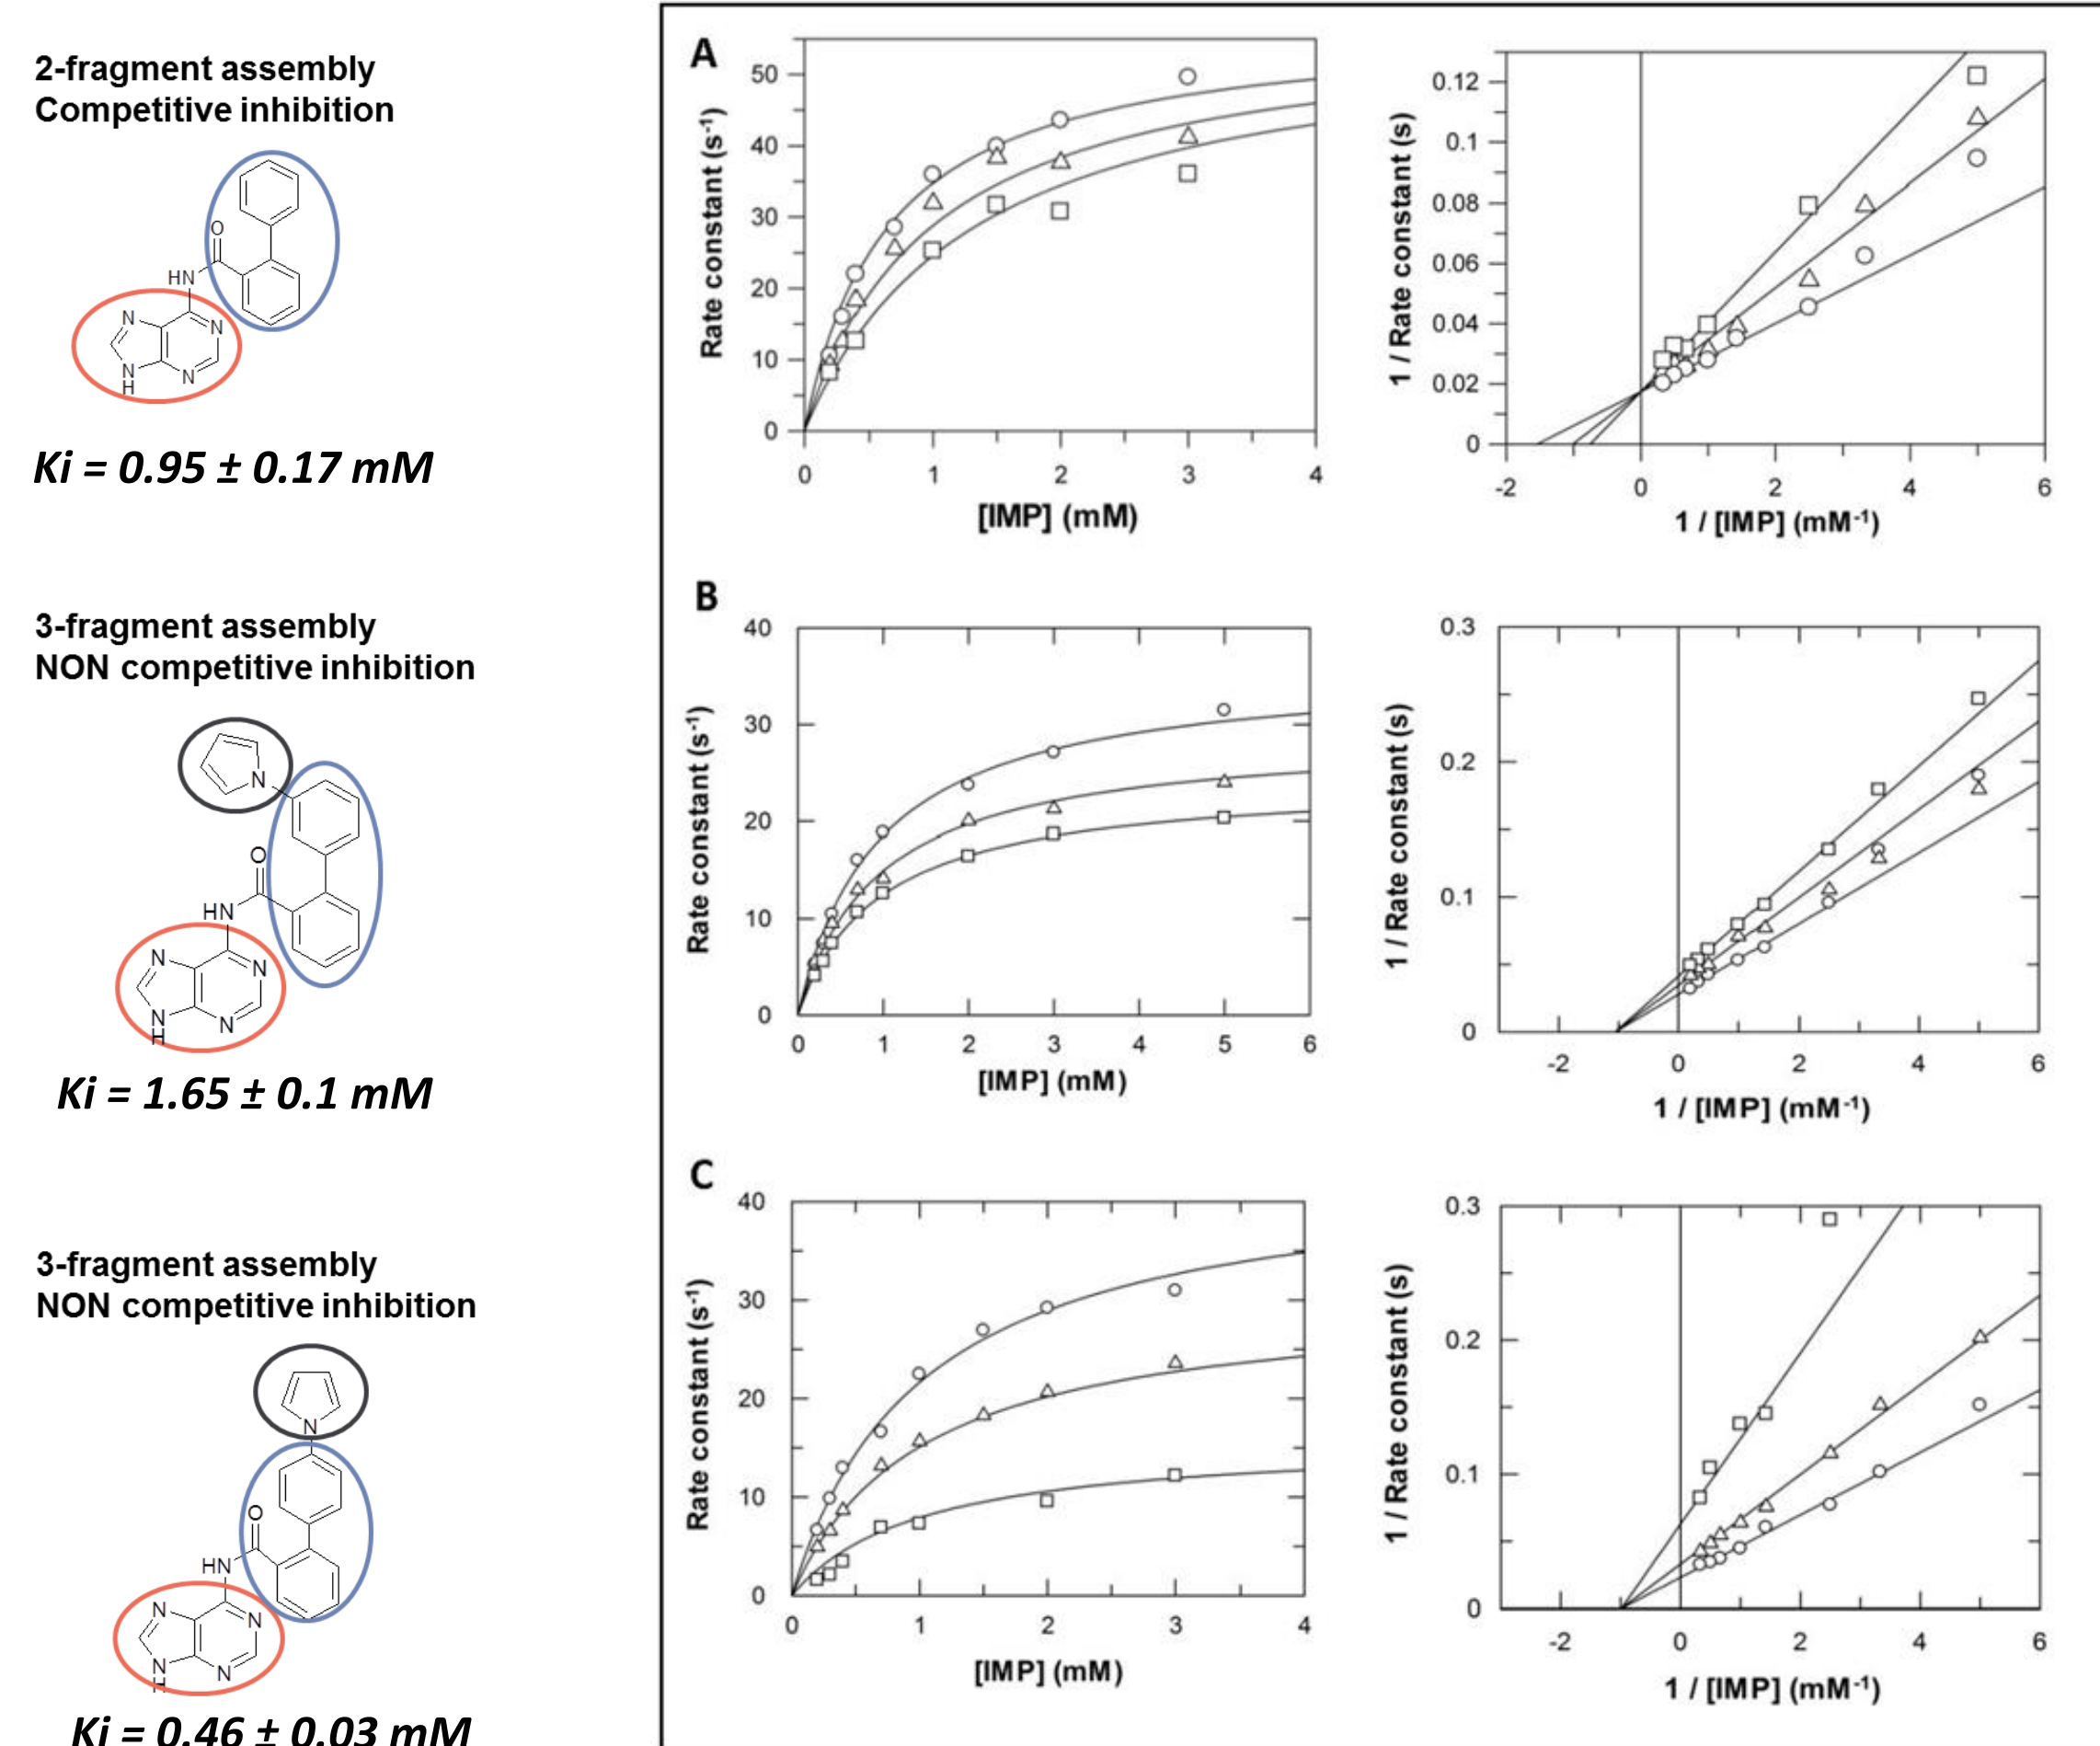 2-fragment assembly
Competitive inhibition
O
HN
N
N
N
H
N
Ki = 0.95 ± 0.17 mM
3-fragment assembly
NON competitive inhibition
N
O
HN
N
N
N
H
N
Ki = 1.65 ± 0.1 mM
3-fragment assembly
NON competitive inhibition
N
O
HN
N
N
N
H
N
Ki = 0.46 ± 0.03 mM
A
Rate constant (s-1)
50
40
30
20
10
0
0 1 2 3 4
[IMP] (mM)
1 / Rate constant (s)
0.12
0.1
0.08
0.06
0.04
0.02
0
-2 0 2 4 6
1 / [IMP] (mM-1)
B
Rate constant (s-1)
40
30
20
10
0
0 1 2 3 4 5 6
[IMP] (mM)
1 / Rate constant (s)
0.3
0.2
0.1
0
-2 0 2 4 6
1 / [IMP] (mM-1)
C
Rate constant (s-1)
40
30
20
10
0
0 1 2 3 4
[IMP] (mM)
1 / Rate constant (s)
0.3
0.2
0.1
0
-2 0 2 4 6
1 / [IMP] (mM-1)